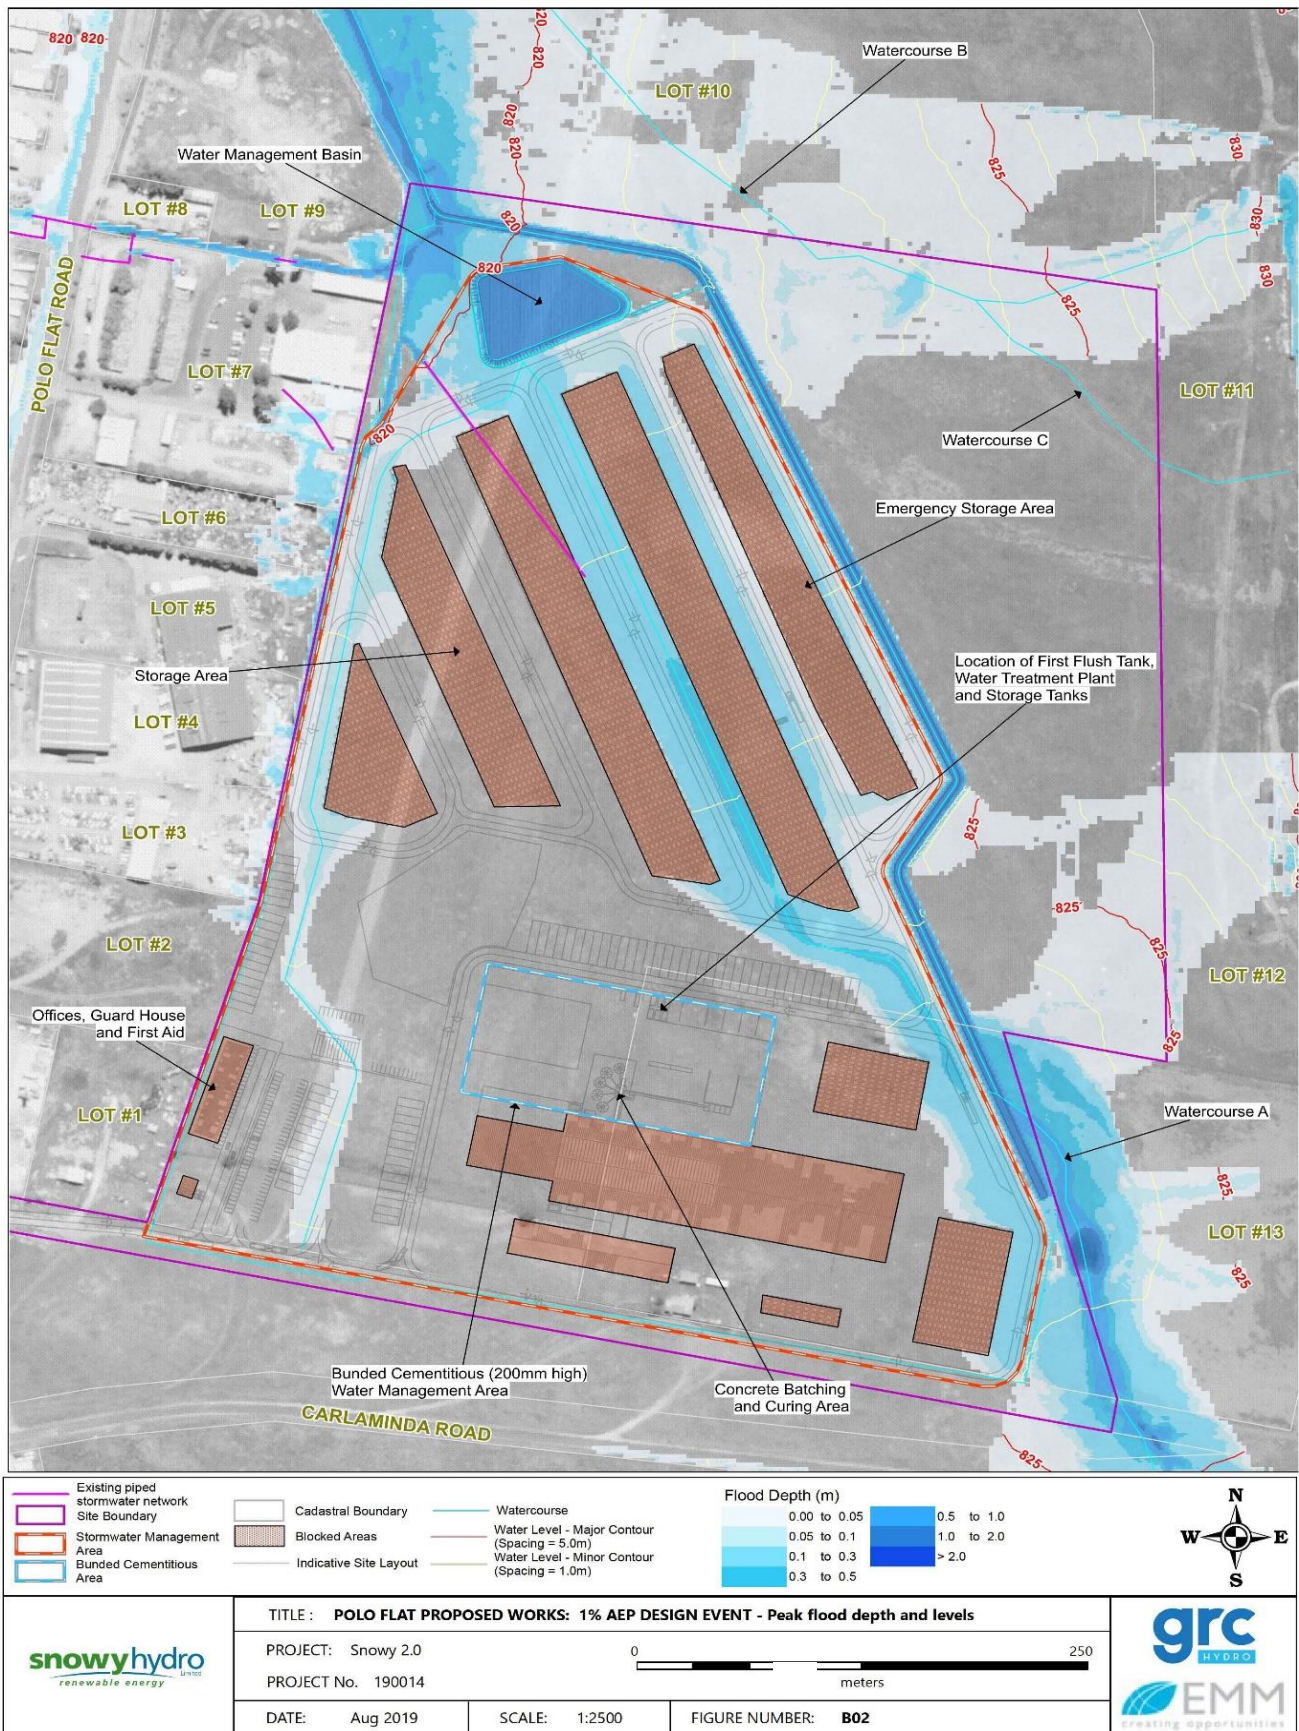 820 820
820
820
820
820
820
820
820
825
830
830
830
825
825
825
825
825
825
825
825
Watercourse B
LOT #10
Water Management Basin
LOT #8
LOT #9
POLO FLAT ROAD
LOT #7
LOT #11
Watercourse C
Emergency Storage Area
LOT #6
LOT #5
Location of First Flush Tank,
Water Treatment Plant
and Storage Tanks
Storage Area
LOT #4
LOT #3
LOT #2
LOT #12
Offices, Guard House
and First Aid
LOT #1
Watercourse A
LOT #13
Bunded Cementitious (200mm high)
Water Management Area
Concrete Batching
and Curing Area
CARLAMINDA ROAD
Existing piped
stormwater network
Site Boundary
Stormwater Management
Area
Bunded Cementitious
Area
Cadastral Boundary
Blocked Areas
Indicative Site Layout
Watercourse
Water Level - Major Contour
(Spacing = 5.0m)
Water Level - Minor Contour
(Spacing = 1.0m)
Flood Depth (m)
0.00 to 0.05
0.05 to 0.1
0.1 to 0.3
0.3 to 0.5
0.5 to 1.0
1.0 to 2.0
> 2.0
N
W E
S
snowyhydro
Limited
renewable energy
TITLE : POLO FLAT PROPOSED WORKS: 1% AEP DESIGN EVENT - Peak flood depth and levels
PROJECT: Snowy 2.0
PROJECT No. 190014
0 250
meters
DATE: Aug 2019
SCALE: 1:2500
FIGURE NUMBER: B02
grc
HYDRO
EMM
creating opportunities